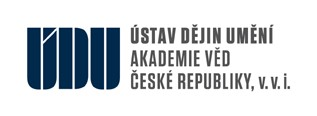 ÚDU
ÚSTAV DĚJIN UMĚNÍ
AKADEMIE VĚD
ČESKÉ REPUBLIKY, v. v. i.